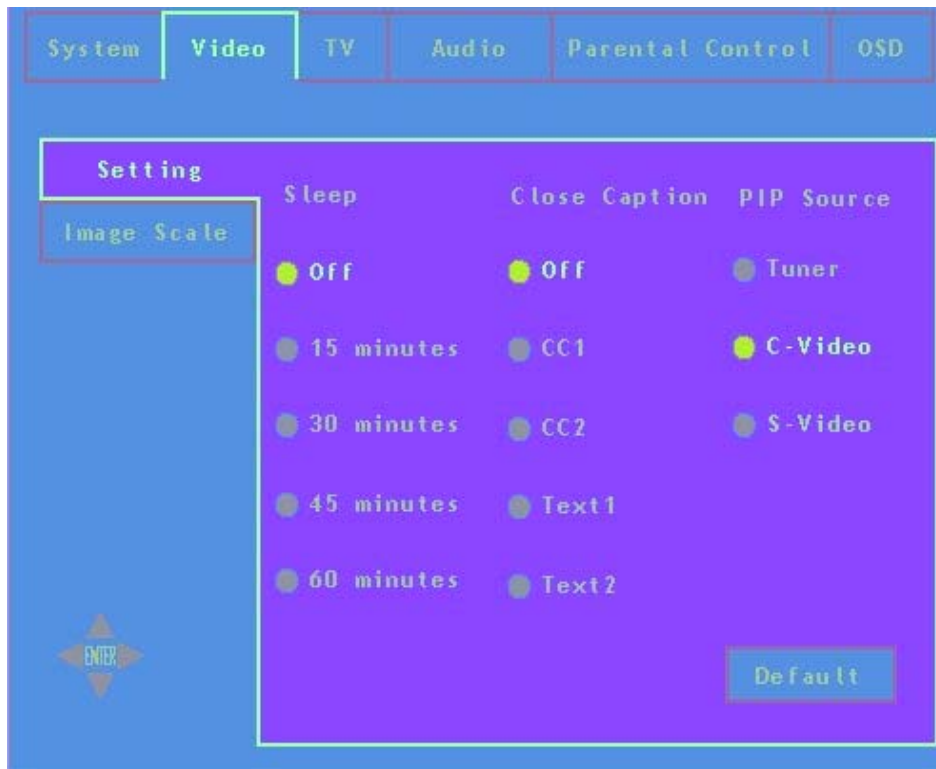 System Video TV Audio Parental Control OSD
Setting
Image Scale
Sleep
Off
15 minutes
30 minutes
45 minutes
60 minutes
Close Caption
Off
CC1
CC2
Text1
Text2
PIP Source
Tuner
C-Video
S-Video
Default
ENTER